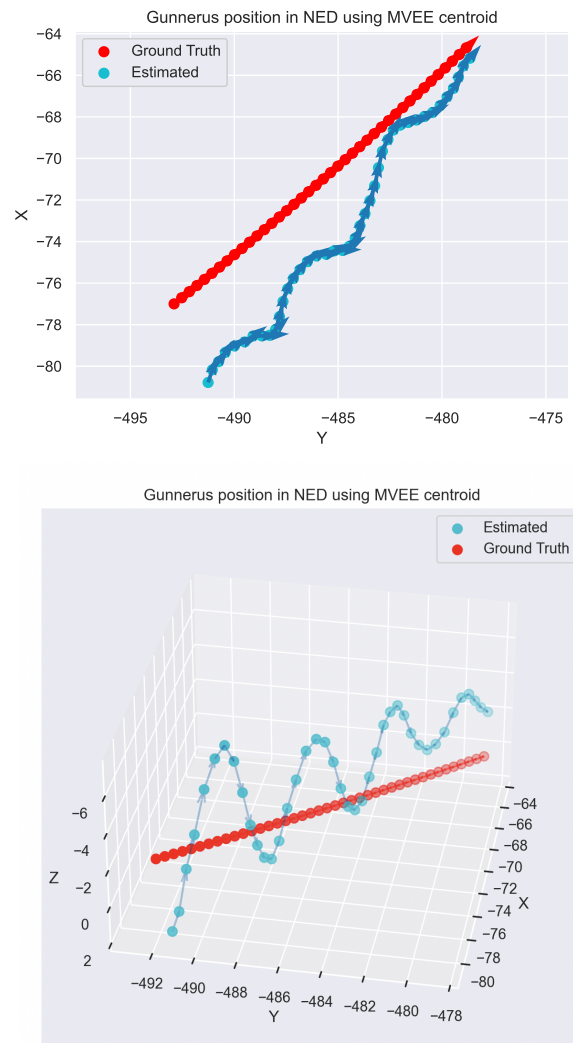 Gunnerus position in NED using MVEE centroid
−64
Ground Truth
Estimated
−66
−68
−70
−72
X
−74
−76
−78
−80
−495 −490 −485 −480 −475
Y
Gunnerus position in NED using MVEE centroid
Estimated
Ground Truth
−6
−4
−2
Z
0
2
−64
−66
−68
−70
−72
X
−74
−76
−78
−80
−492 −490 −488 −486 −484 −482 −480 −478
Y